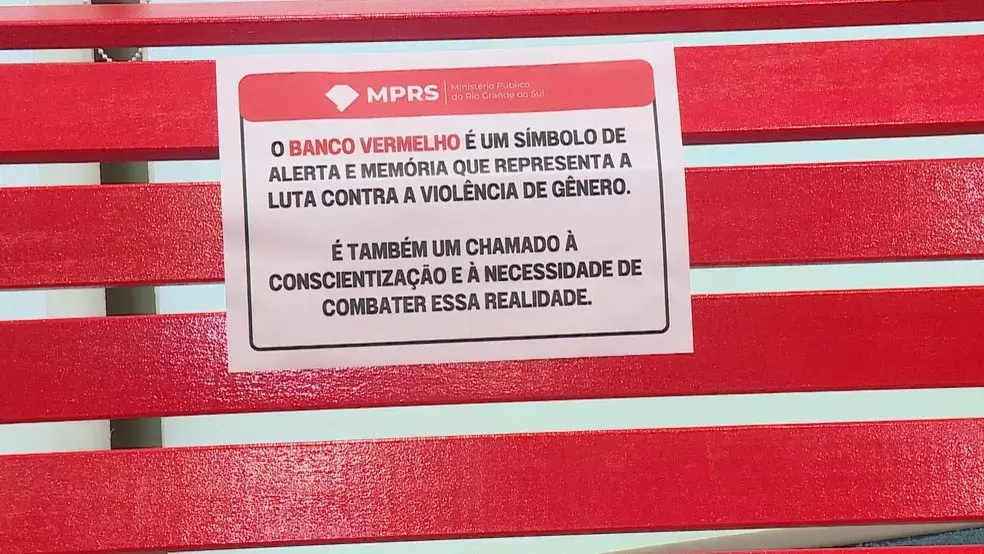 MPRS
Ministério Público
do Rio Grande do Sul
O BANCO VERMELHO É UM SÍMBOLO DE
ALERTA E MEMÓRIA QUE REPRESENTA A
LUTA CONTRA A VIOLÊNCIA DE GÊNERO.
É TAMBÉM UM CHAMADO À
CONSCIENTIZAÇÃO E À NECESSIDADE DE
COMBATER ESSA REALIDADE.